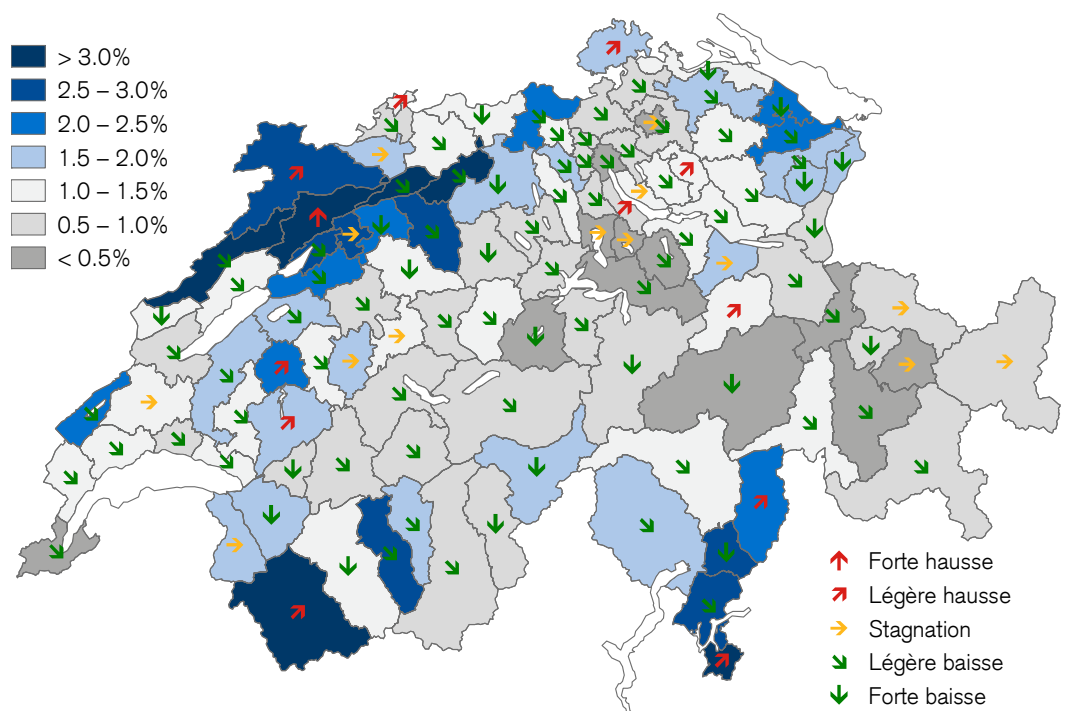 > 3.0%
2.5 – 3.0%
2.0 – 2.5%
1.5 – 2.0%
1.0 – 1.5%
0.5 – 1.0%
< 0.5%
Forte hausse
Légère hausse
Stagnation
Légère baisse
Forte baisse